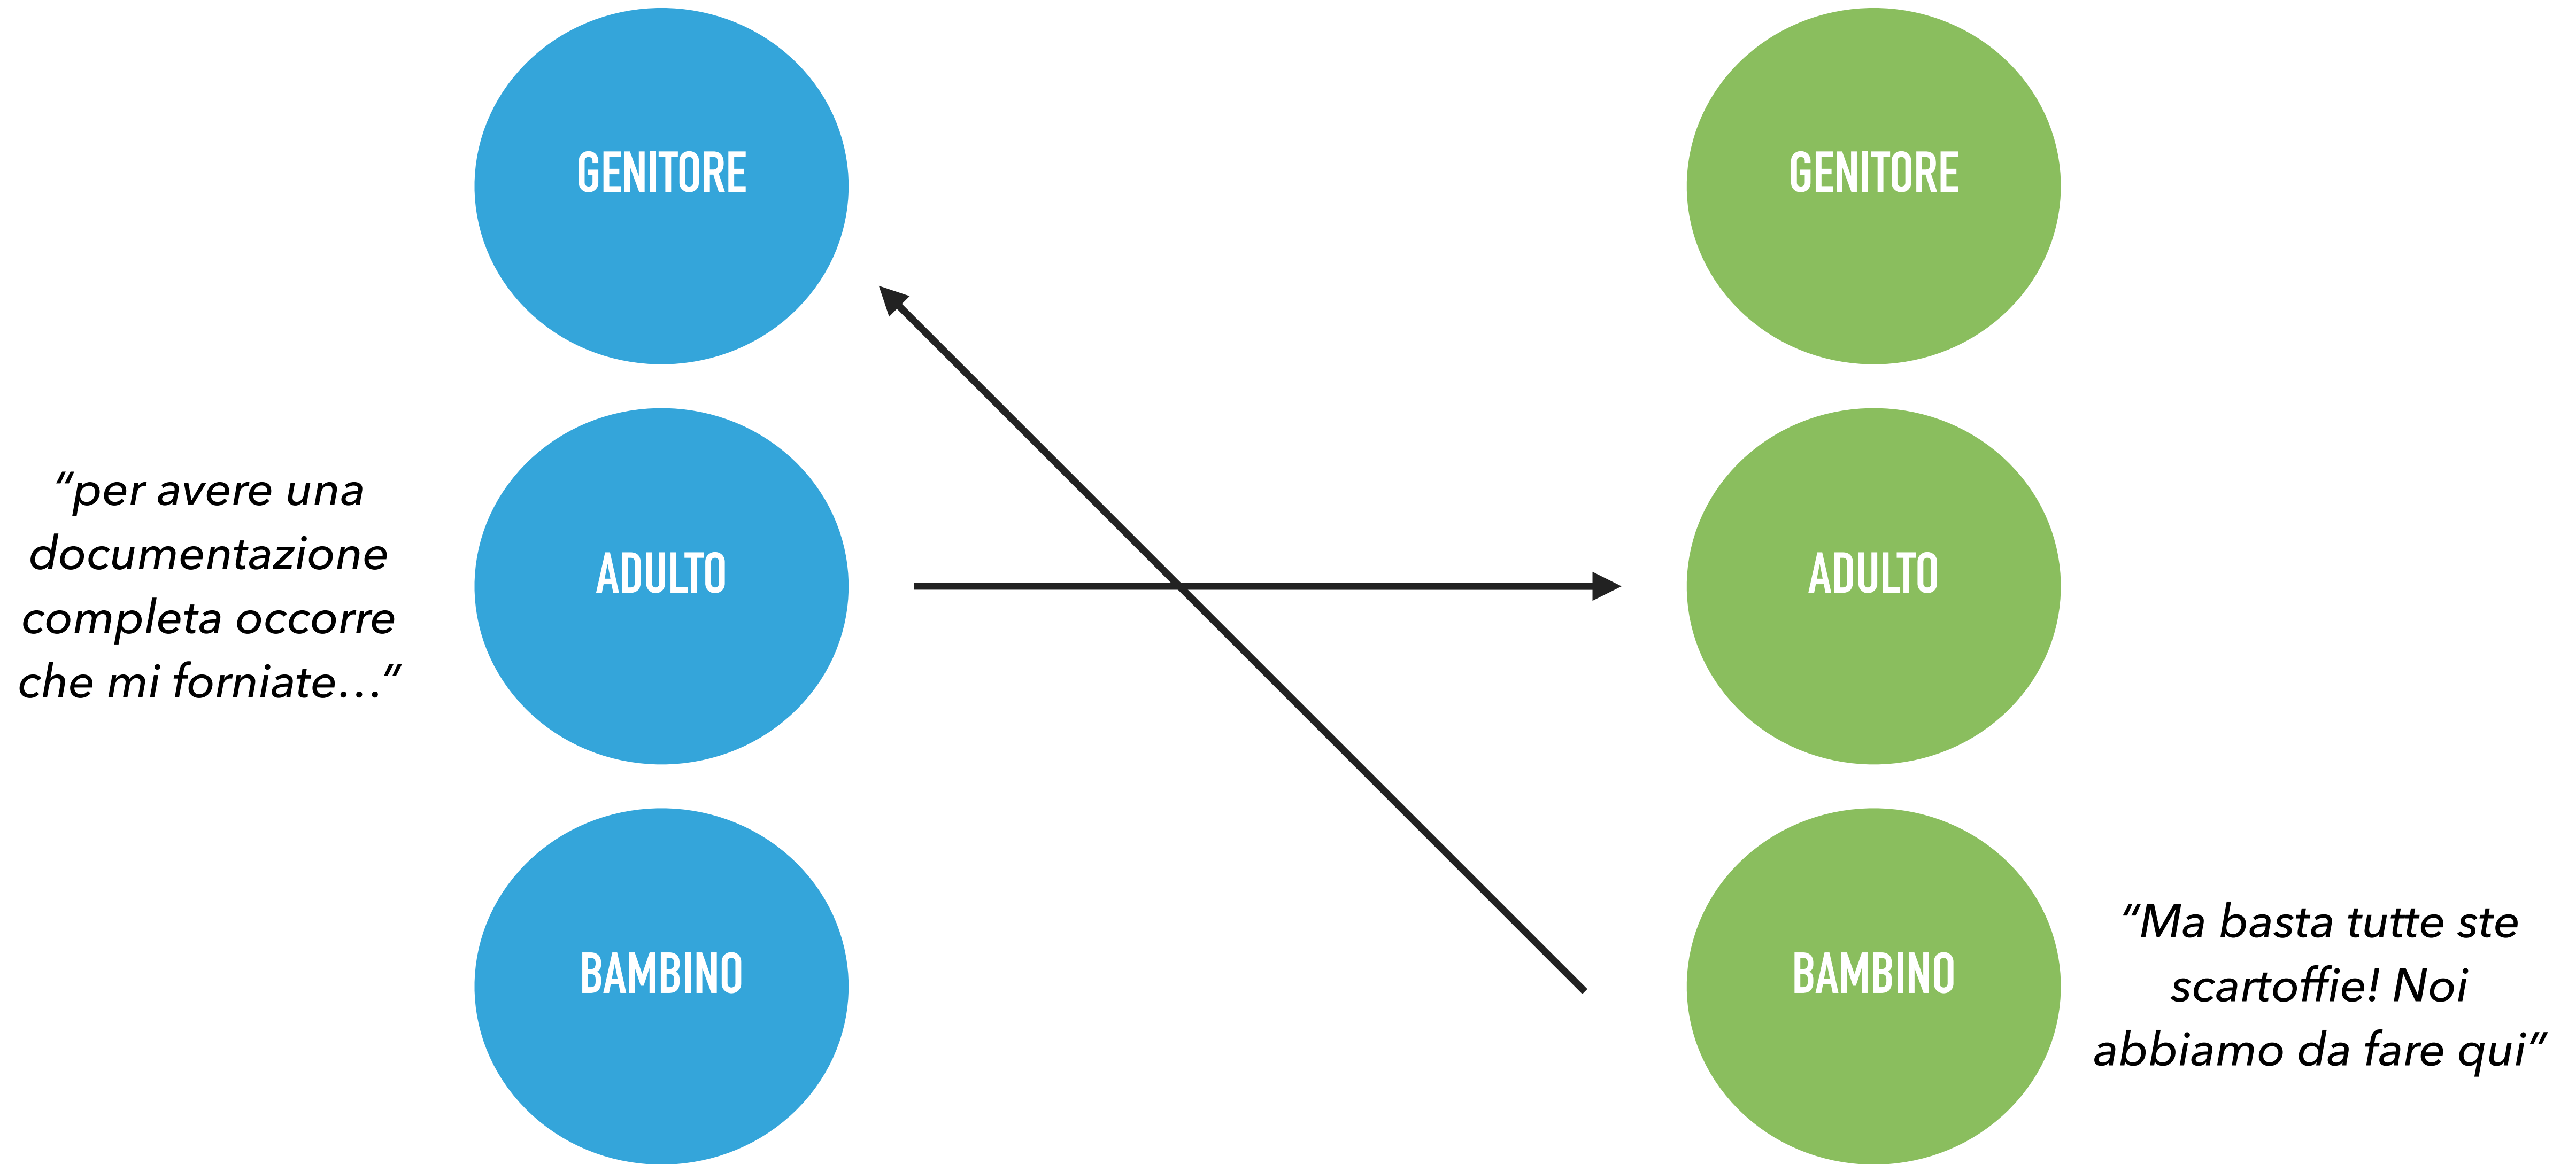 GENITORE
GENITORE
“per avere una
documentazione
completa occorre
che mi forniate…”
ADULTO
ADULTO
BAMBINO
BAMBINO
“Ma basta tutte ste
scartoffie! Noi
abbiamo da fare qui”